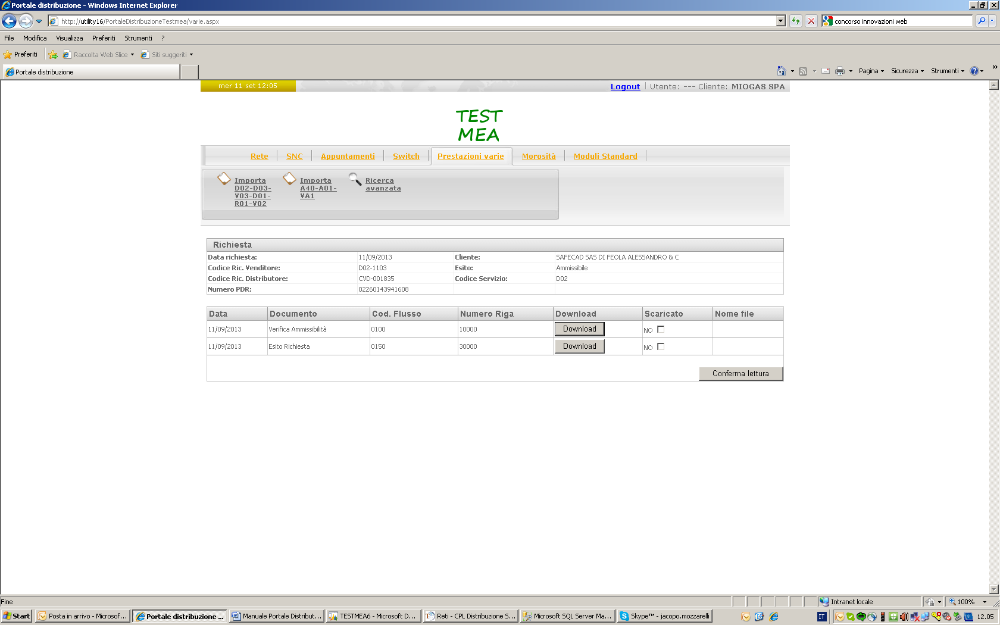 Portale distribuzione - Windows Internet Explorer
http://utility16/PortaleDistribuzioneTestmea/varie.aspx
concorso innovazioni web
File Modifica Visualizza Preferiti Strumenti ?
Preferiti Raccolta Web Slice Siti suggeriti
Portale distribuzione
Pagina Sicurezza Strumenti
mer 11 set 12:05
Logout Utente: --- Cliente: MIOGAS SPA
TEST
MEA
Rete SNC Appuntamenti Switch Prestazioni varie Morosità Moduli Standard
Importa D02-D03-V03-D01-R01-V02
Importa A40-A01-VA1
Ricerca avanzata
Richiesta
Data richiesta: 11/09/2013 Cliente: SAFECAD SAS DI FEOLA ALESSANDRO & C
Codice Ric. Venditore: D02-1103 Esito: Ammissibile
Codice Ric. Distributore: CVD-001835 Codice Servizio: D02
Numero PDR: 02260143941608
Data Documento Cod. Flusso Numero Riga Download Scaricato Nome file
11/09/2013 Verifica Ammissibilità 0100 10000 Download NO
11/09/2013 Esito Richiesta 0150 30000 Download NO
Conferma lettura
Fine Intranet locale 100%
Start Posta in arrivo - Microsof... Portale distribuzione ... Manuale Portale Distribut... TESTMEA6 - Microsoft D... Reti - CPL Distribuzione S... Microsoft SQL Server Ma... Skype™ - jacopo.mozzarelli IT 12.05